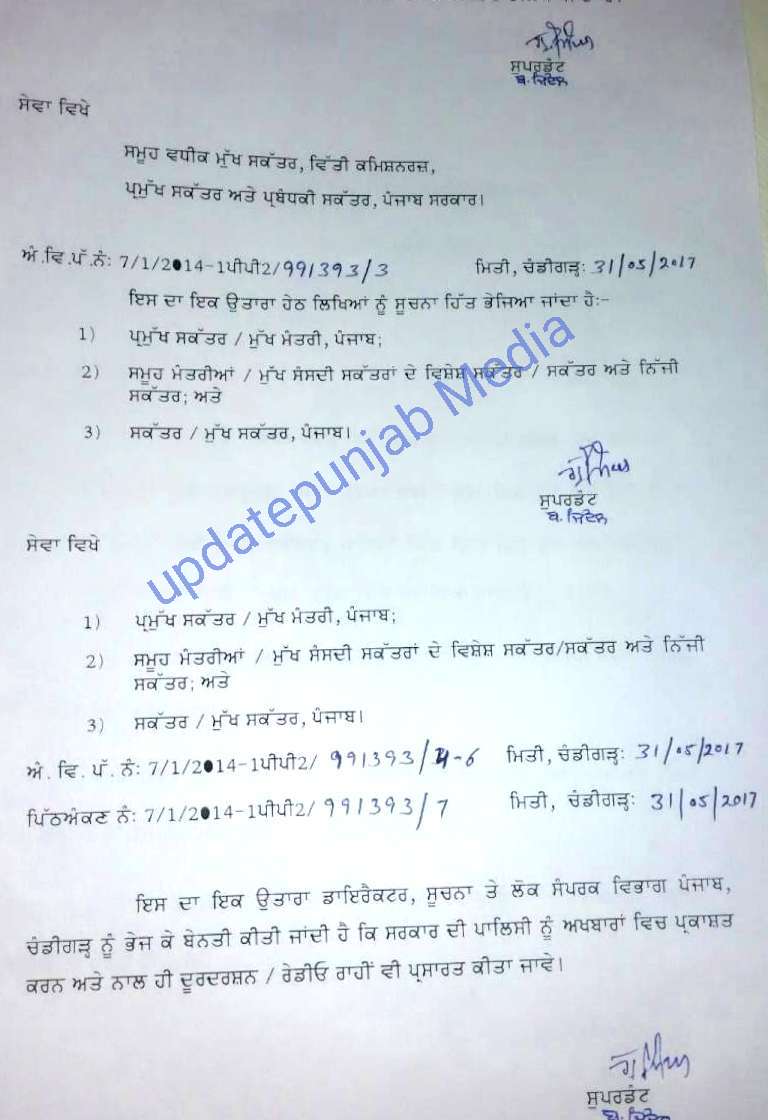 ਸੁਪਰਡੰਟ
ਸੇਵਾ ਵਿਖੇ
ਸਮੂਹ ਵਧੀਕ ਮੁੱਖ ਸਕੱਤਰ, ਵਿੱਤੀ ਕਮਿਸ਼ਨਰਜ਼,
ਪ੍ਰਮੁੱਖ ਸਕੱਤਰ ਅਤੇ ਪ੍ਰਬੰਧਕੀ ਸਕੱਤਰ, ਪੰਜਾਬ ਸਰਕਾਰ।
ਅੰ.ਵਿ.ਪੱ.ਨੰ: 7/1/2014-1ਪੀਪੀ2/991393/3 ਮਿਤੀ, ਚੰਡੀਗੜ੍ਹ: 31/05/2017
ਇਸ ਦਾ ਇਕ ਉਤਾਰਾ ਹੇਠ ਲਿਖਿਆਂ ਨੂੰ ਸੂਚਨਾ ਹਿੱਤ ਭੇਜਿਆ ਜਾਂਦਾ ਹੈ:-
1) ਪ੍ਰਮੁੱਖ ਸਕੱਤਰ / ਮੁੱਖ ਮੰਤਰੀ, ਪੰਜਾਬ;
2) ਸਮੂਹ ਮੰਤਰੀਆਂ / ਮੁੱਖ ਸੰਸਦੀ ਸਕੱਤਰਾਂ ਦੇ ਵਿਸ਼ੇਸ਼ ਸਕੱਤਰ / ਸਕੱਤਰ ਅਤੇ ਨਿੱਜੀ
ਸਕੱਤਰ; ਅਤੇ
3) ਸਕੱਤਰ / ਮੁੱਖ ਸਕੱਤਰ, ਪੰਜਾਬ।
updatepunjab Media
ਸੁਪਰਡੰਟ
ਸੇਵਾ ਵਿਖੇ
1) ਪ੍ਰਮੁੱਖ ਸਕੱਤਰ / ਮੁੱਖ ਮੰਤਰੀ, ਪੰਜਾਬ;
2) ਸਮੂਹ ਮੰਤਰੀਆਂ / ਮੁੱਖ ਸੰਸਦੀ ਸਕੱਤਰਾਂ ਦੇ ਵਿਸ਼ੇਸ਼ ਸਕੱਤਰ/ਸਕੱਤਰ ਅਤੇ ਨਿੱਜੀ
ਸਕੱਤਰ; ਅਤੇ
3) ਸਕੱਤਰ / ਮੁੱਖ ਸਕੱਤਰ, ਪੰਜਾਬ।
ਅੰ. ਵਿ. ਪੱ. ਨੰ: 7/1/2014-1ਪੀਪੀ2/ 991393/4-6 ਮਿਤੀ, ਚੰਡੀਗੜ੍ਹ: 31/05/2017
ਪਿੱਠਅੰਕਣ ਨੰ: 7/1/2014-1ਪੀਪੀ2/ 991393/7 ਮਿਤੀ, ਚੰਡੀਗੜ੍ਹ: 31/05/2017
ਇਸ ਦਾ ਇਕ ਉਤਾਰਾ ਡਾਇਰੈਕਟਰ, ਸੂਚਨਾ ਤੇ ਲੋਕ ਸੰਪਰਕ ਵਿਭਾਗ ਪੰਜਾਬ,
ਚੰਡੀਗੜ੍ਹ ਨੂੰ ਭੇਜ ਕੇ ਬੇਨਤੀ ਕੀਤੀ ਜਾਂਦੀ ਹੈ ਕਿ ਸਰਕਾਰ ਦੀ ਪਾਲਿਸੀ ਨੂੰ ਅਖਬਾਰਾਂ ਵਿਚ ਪ੍ਰਕਾਸ਼ਤ
ਕਰਨ ਅਤੇ ਨਾਲ ਹੀ ਦੂਰਦਰਸ਼ਨ / ਰੇਡੀਓ ਰਾਹੀਂ ਵੀ ਪ੍ਰਸਾਰਤ ਕੀਤਾ ਜਾਵੇ।
ਸੁਪਰਡੰਟ